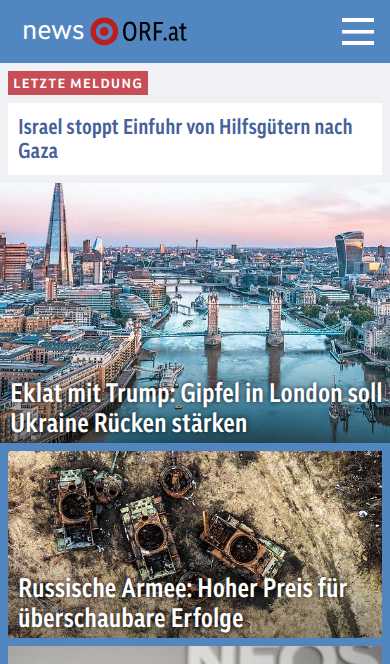 news ORF.at
LETZTE MELDUNG
Israel stoppt Einfuhr von Hilfsgütern nach
Gaza
Eklat mit Trump: Gipfel in London soll
Ukraine Rücken stärken
Russische Armee: Hoher Preis für
überschaubare Erfolge
NEOS